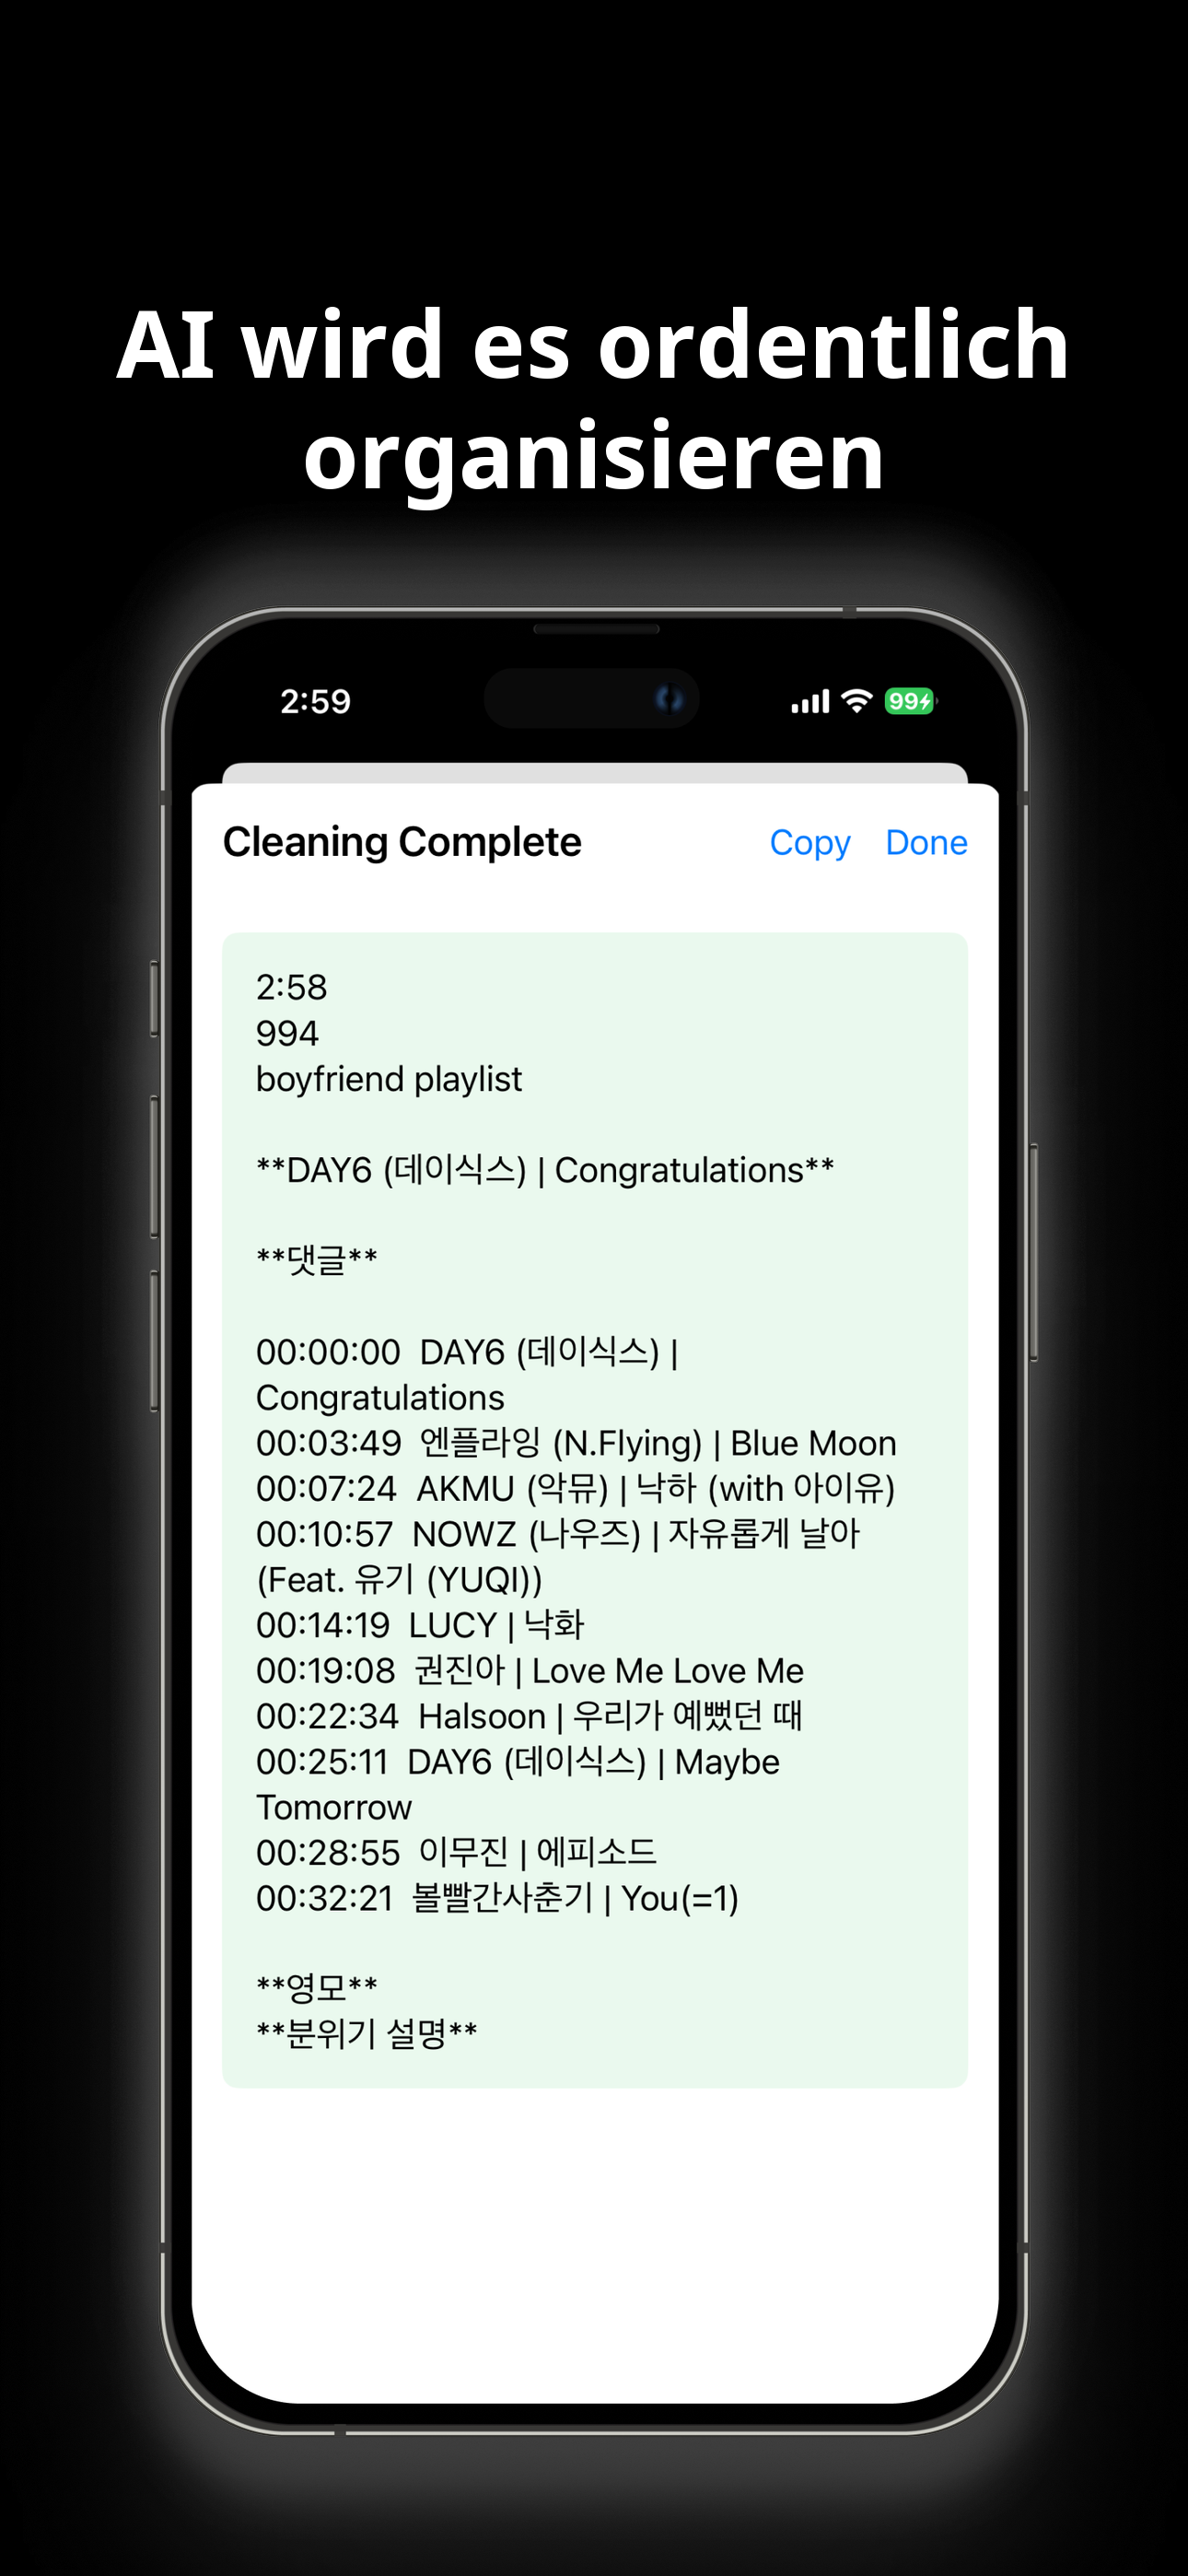 AI wird es ordentlich
organisieren
2:59
99
Cleaning Complete
Copy Done
2:58
994
boyfriend playlist
**DAY6 (데이식스) | Congratulations**
**댓글**
00:00:00 DAY6 (데이식스) |
Congratulations
00:03:49 엔플라잉 (N.Flying) | Blue Moon
00:07:24 AKMU (악뮤) | 낙하 (with 아이유)
00:10:57 NOWZ (나우즈) | 자유롭게 날아
(Feat. 유기 (YUQI))
00:14:19 LUCY | 낙화
00:19:08 권진아 | Love Me Love Me
00:22:34 Halsoon | 우리가 예뻤던 때
00:25:11 DAY6 (데이식스) | Maybe
Tomorrow
00:28:55 이무진 | 에피소드
00:32:21 볼빨간사춘기 | You(=1)
**영모**
**분위기 설명**